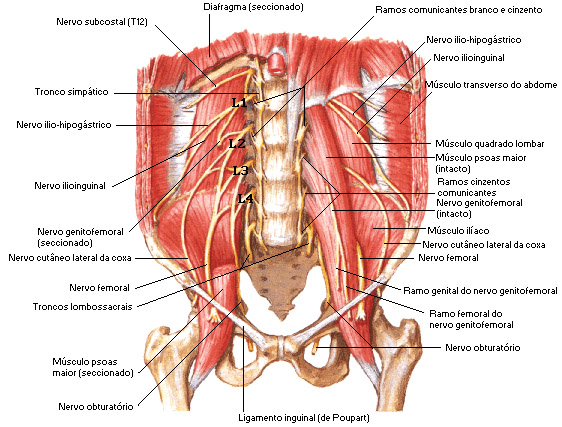 Diafragma (seccionado)
Ramos comunicantes branco e cinzento
Nervo subcostal (T12)
Nervo ilio-hipogástrico
Nervo ilioinguinal
Músculo transverso do abdome
Tronco simpático
L1
Nervo ilio-hipogástrico
L2
Músculo quadrado lombar
Músculo psoas maior
(intacto)
L3
Nervo ilioinguinal
Ramos cinzentos
comunicantes
L4
Nervo genitofemoral
(intacto)
Nervo genitofemoral
(seccionado)
Músculo ilíaco
Nervo cutâneo lateral da coxa
Nervo cutâneo lateral da coxa
Nervo femoral
Nervo femoral
Ramo genital do nervo genitofemoral
Troncos lombossacrais
Ramo femoral do
nervo genitofemoral
Nervo obturatório
Músculo psoas
maior (seccionado)
Nervo obturatório
Ligamento inguinal (de Poupart)